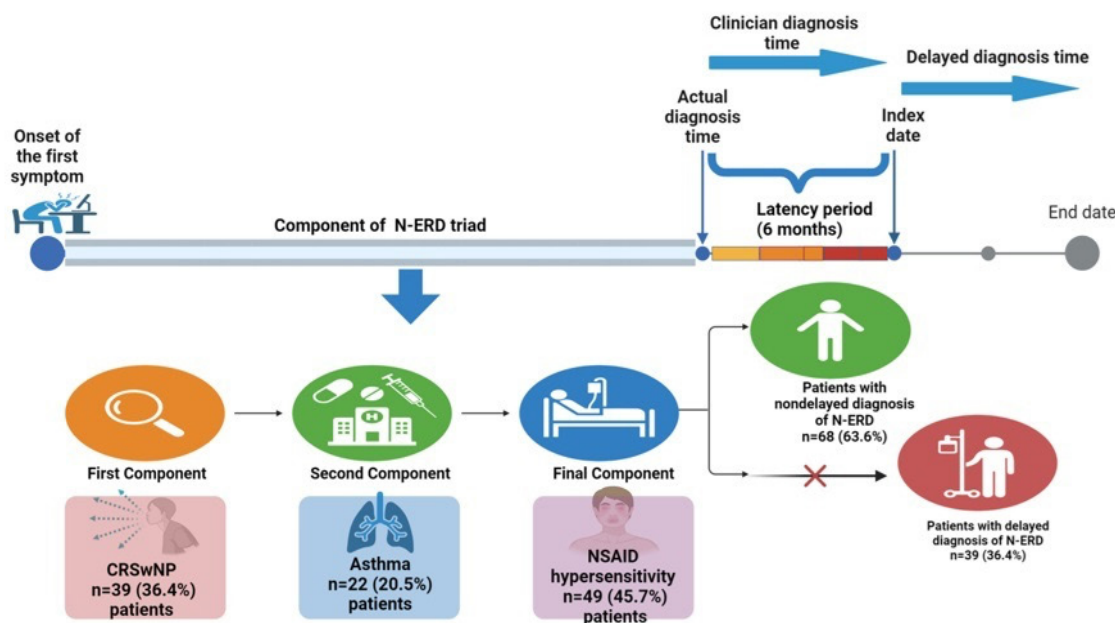 Clinician diagnosis
time
Delayed diagnosis time
Actual
diagnosis
time
Index
date
Onset of
the first
symptom
Component of N-ERD triad
Latency period
(6 months)
End date
H
Patients with
nondelayed diagnosis
of N-ERD
n=68 (63.6%)
First Component
Second Component
Final Component
Patients with delayed
diagnosis of N-ERD
n=39 (36.4%)
CRSwNP
n=39 (36.4%)
patients
Asthma
n=22 (20.5%)
patients
NSAID
hypersensitivity
n=49 (45.7%)
patients